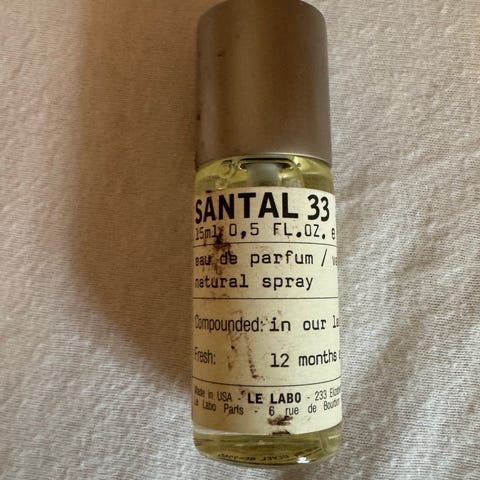 SANTAL 33
15ml 0,5 FL.OZ. e
eau de parfum /
natural spray
Compounded: in our
Fresh: 12 months
Made in USA - LE LABO - 233
Le Labo Paris - 6 rue de